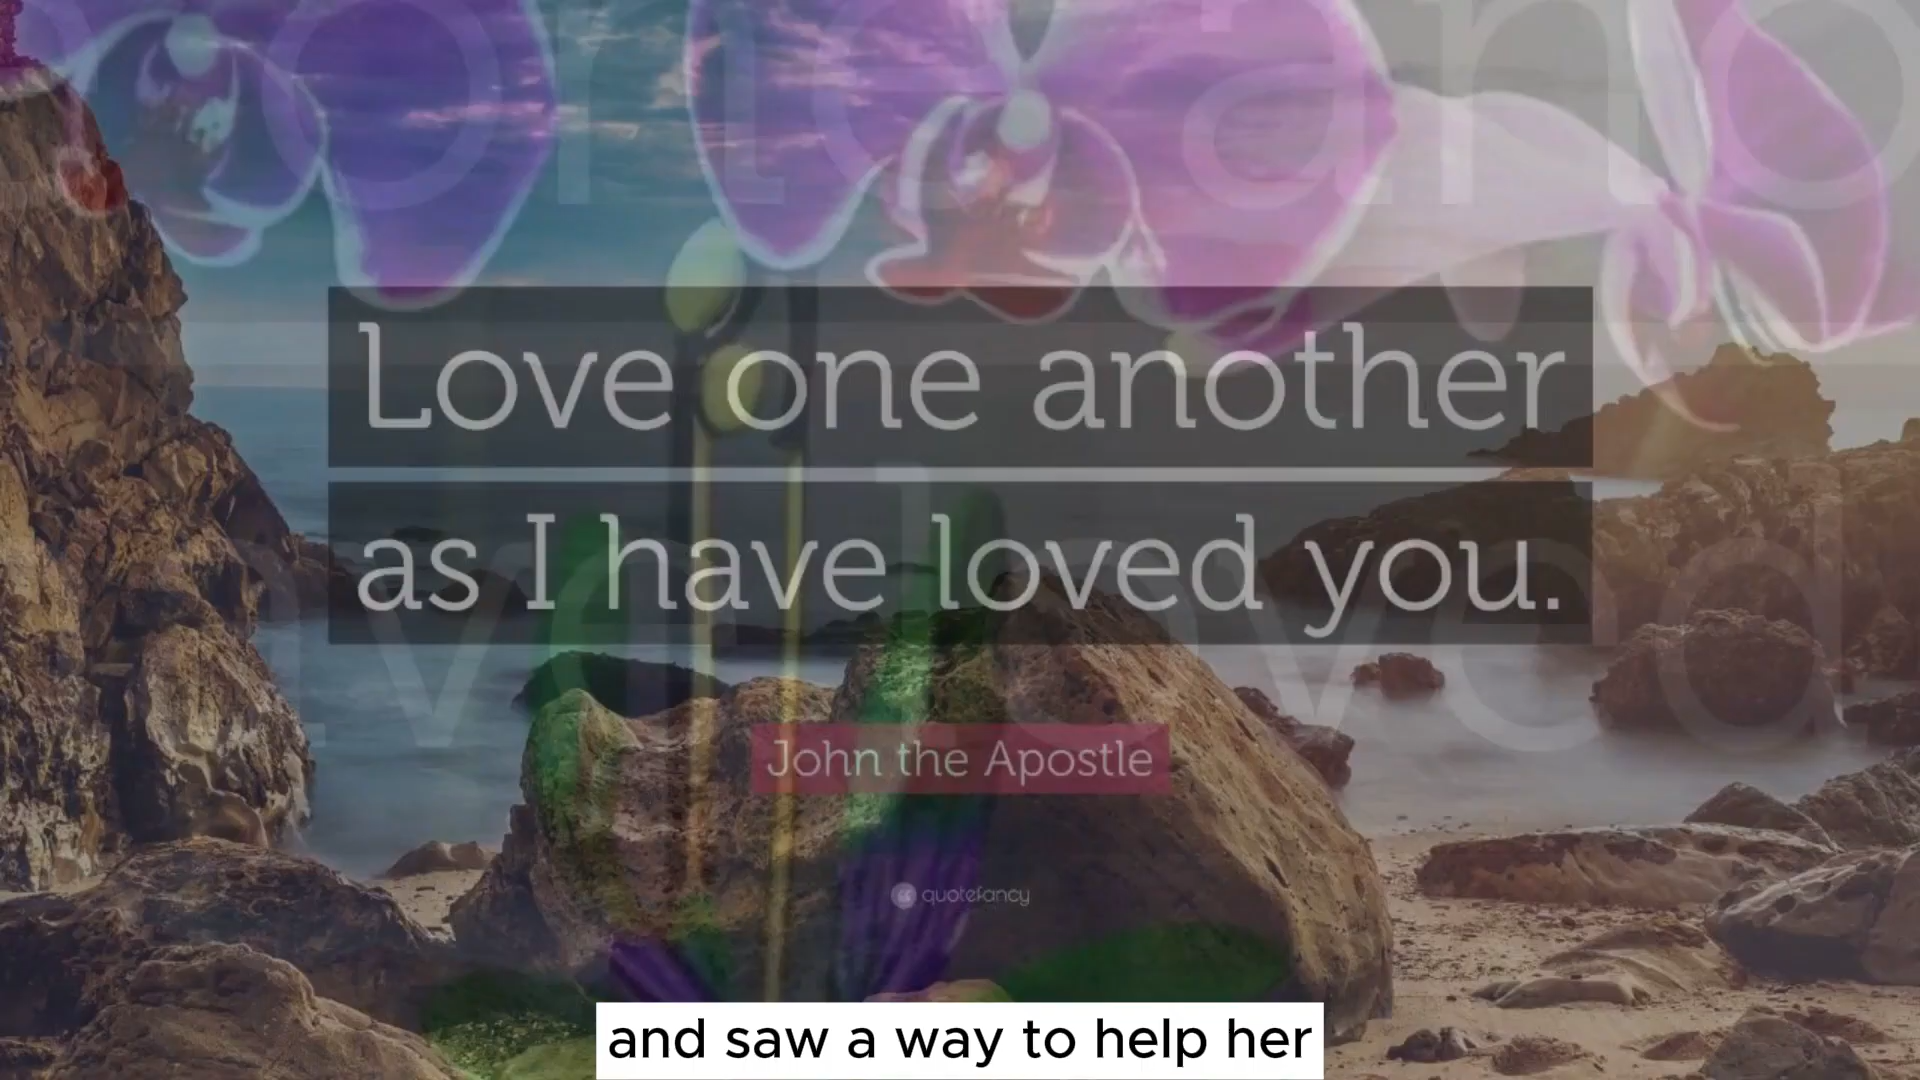 Love one another
as I have loved you.
John the Apostle
quotefancy
and saw a way to help her